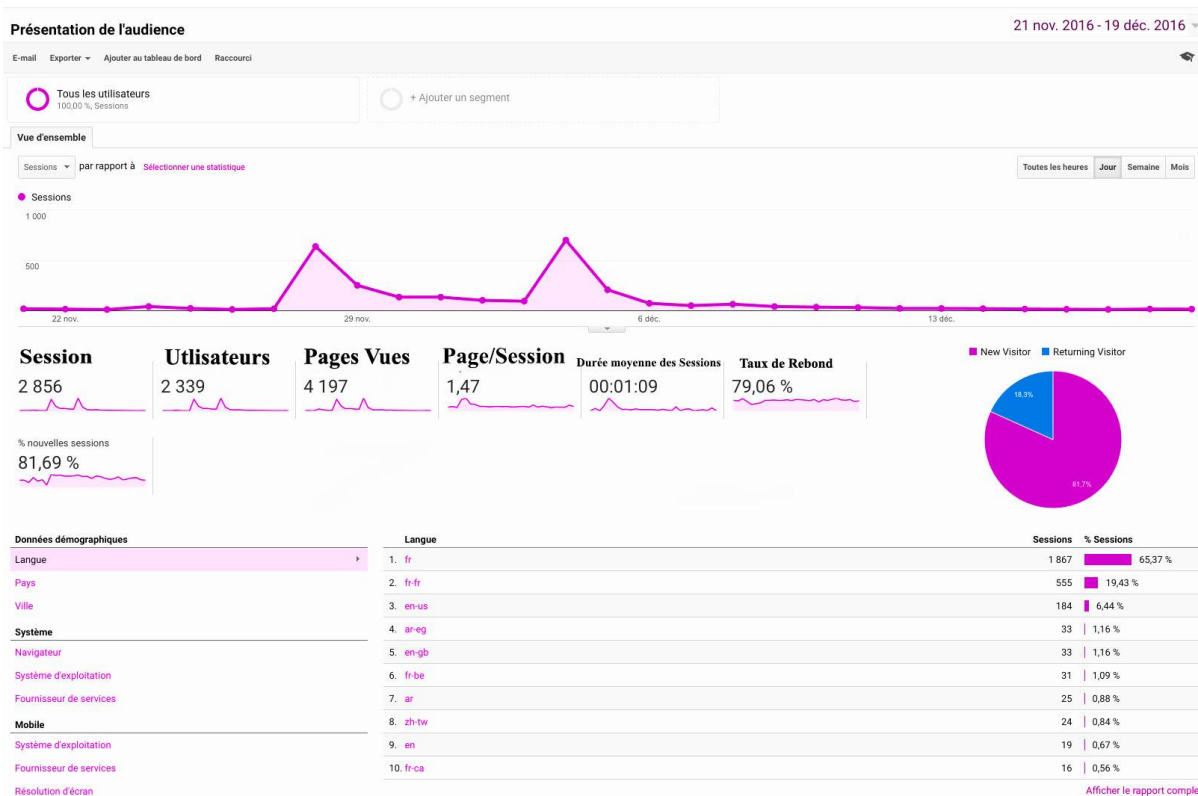 Présentation de l'audience
21 nov. 2016 - 19 déc. 2016
E-mail Exporter Ajouter au tableau de bord Raccourci
Tous les utilisateurs
100,00 %, Sessions
+ Ajouter un segment
Vue d'ensemble
Sessions par rapport à Sélectionner une statistique
Toutes les heures Jour Semaine Mois
Sessions
1 000
500
22 nov. 29 nov. 6 déc. 13 déc.
Session Utlisateurs Pages Vues Page/Session Durée moyenne des Sessions Taux de Rebond
2 856 2 339 4 197 1,47 00:01:09 79,06 %
New Visitor Returning Visitor
18,3%
81,7%
% nouvelles sessions
81,69 %
Données démographiques
Langue
Pays
Ville
Système
Navigateur
Système d'exploitation
Fournisseur de services
Mobile
Système d'exploitation
Fournisseur de services
Résolution d'écran
Langue Sessions % Sessions
1. fr 1 867 65,37 %
2. fr-fr 555 19,43 %
3. en-us 184 6,44 %
4. ar-eg 33 1,16 %
5. en-gb 33 1,16 %
6. fr-be 31 1,09 %
7. ar 25 0,88 %
8. zh-tw 24 0,84 %
9. en 19 0,67 %
10. fr-ca 16 0,56 %
Afficher le rapport comple